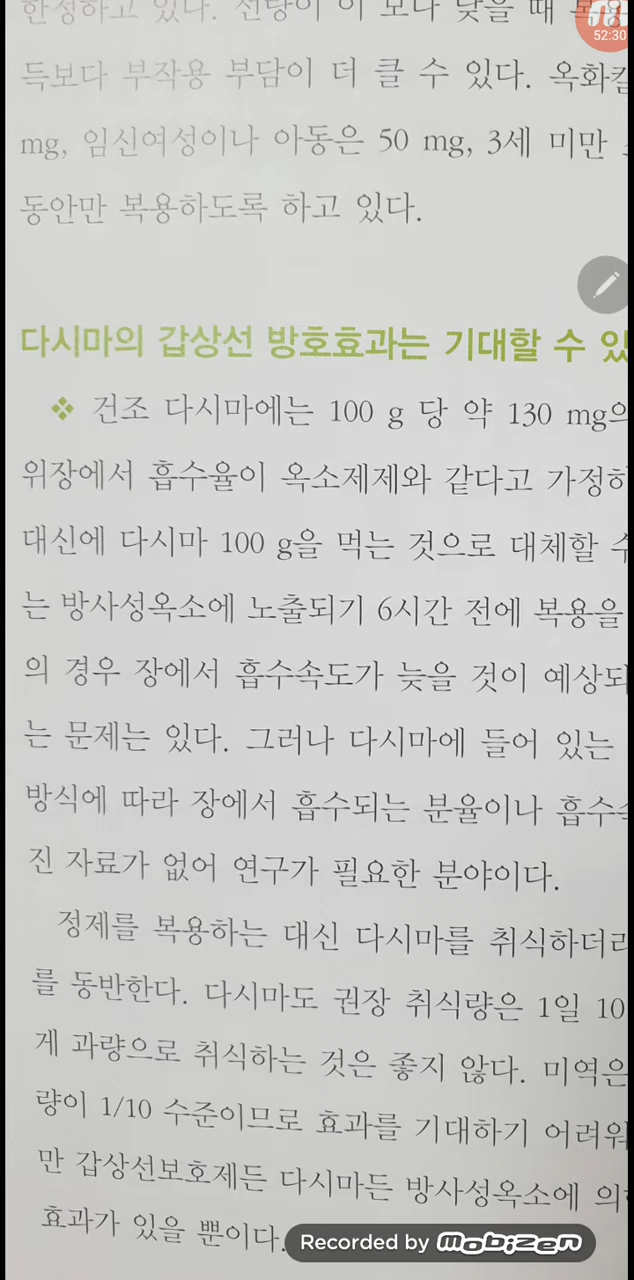 한정하고 있다. 선량이 이 보다 낮을 때 복용
52:30
득보다 부작용 부담이 더 클 수 있다. 옥화칼
mg, 임신여성이나 아동은 50 mg, 3세 미만
동안만 복용하도록 하고 있다.
다시마의 갑상선 방호효과는 기대할 수 있
❖ 건조 다시마에는 100 g 당 약 130 mg의
위장에서 흡수율이 옥소제제와 같다고 가정하
대신에 다시마 100 g을 먹는 것으로 대체할 수
는 방사성옥소에 노출되기 6시간 전에 복용을
의 경우 장에서 흡수속도가 늦을 것이 예상되
는 문제는 있다. 그러나 다시마에 들어 있는
방식에 따라 장에서 흡수되는 분율이나 흡수속
진 자료가 없어 연구가 필요한 분야이다.
정제를 복용하는 대신 다시마를 취식하더라
를 동반한다. 다시마도 권장 취식량은 1일 10
게 과량으로 취식하는 것은 좋지 않다. 미역은
량이 1/10 수준이므로 효과를 기대하기 어려워
만 갑상선보호제든 다시마든 방사성옥소에 의
효과가 있을 뿐이다.
Recorded by mobizen